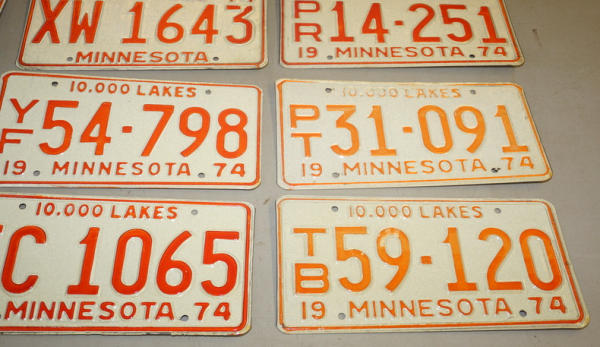 XW 1643
MINNESOTA
PR 14-251
19 MINNESOTA 74
10,000 LAKES
YF 54-798
19 MINNESOTA 74
10,000 LAKES
PT 31-091
19 MINNESOTA 74
10,000 LAKES
C 1065
MINNESOTA 74
10,000 LAKES
TB 59-120
19 MINNESOTA 74